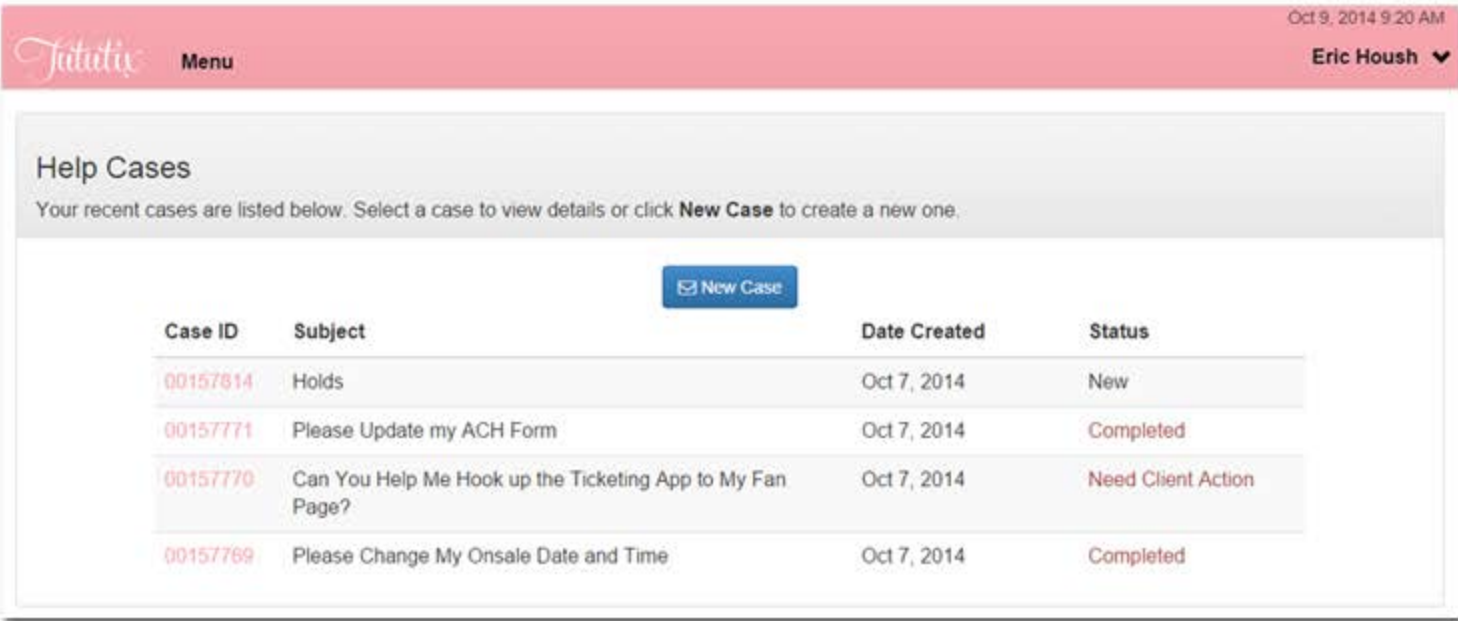 Oct 9, 2014 9:20 AM
Tututix
Menu
Eric Housh
Help Cases
Your recent cases are listed below. Select a case to view details or click New Case to create a new one.
New Case
Case ID Subject Date Created Status
00157814 Holds Oct 7, 2014 New
00157771 Please Update my ACH Form Oct 7, 2014 Completed
00157770 Can You Help Me Hook up the Ticketing App to My Fan Oct 7, 2014 Need Client Action
Page?
00157769 Please Change My Onsale Date and Time Oct 7, 2014 Completed